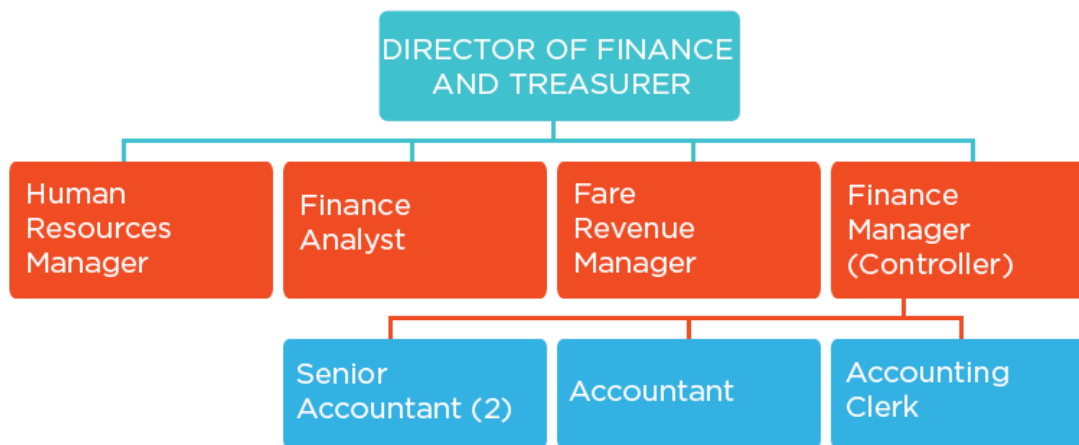 DIRECTOR OF FINANCE
AND TREASURER
Human
Resources
Manager
Finance
Analyst
Fare
Revenue
Manager
Finance
Manager
(Controller)
Senior
Accountant (2)
Accountant
Accounting
Clerk